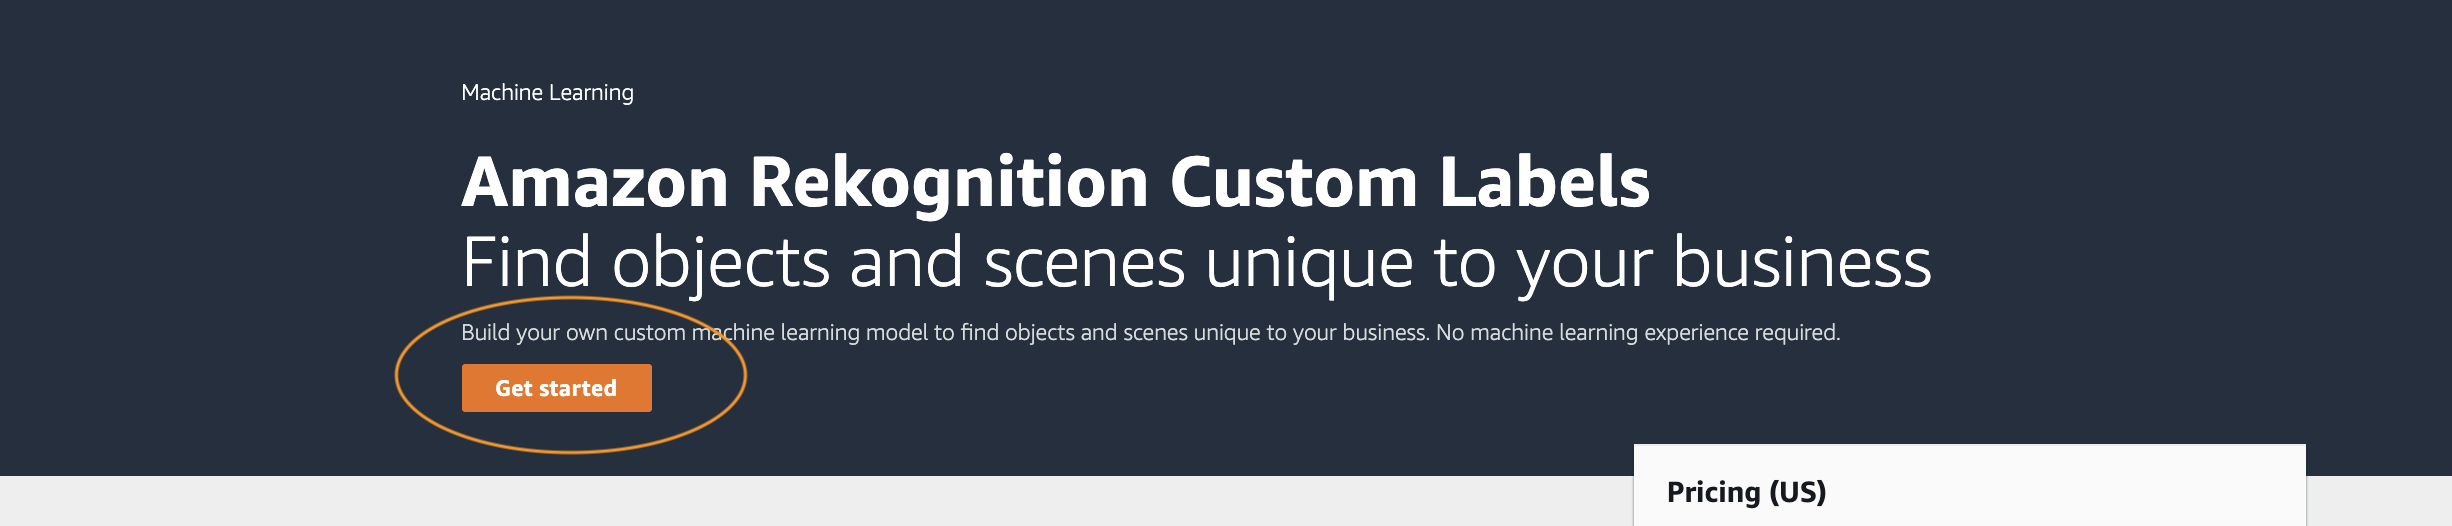 Machine Learning
Amazon Rekognition Custom Labels
Find objects and scenes unique to your business
Build your own custom machine learning model to find objects and scenes unique to your business. No machine learning experience required.
Get started
Pricing (US)